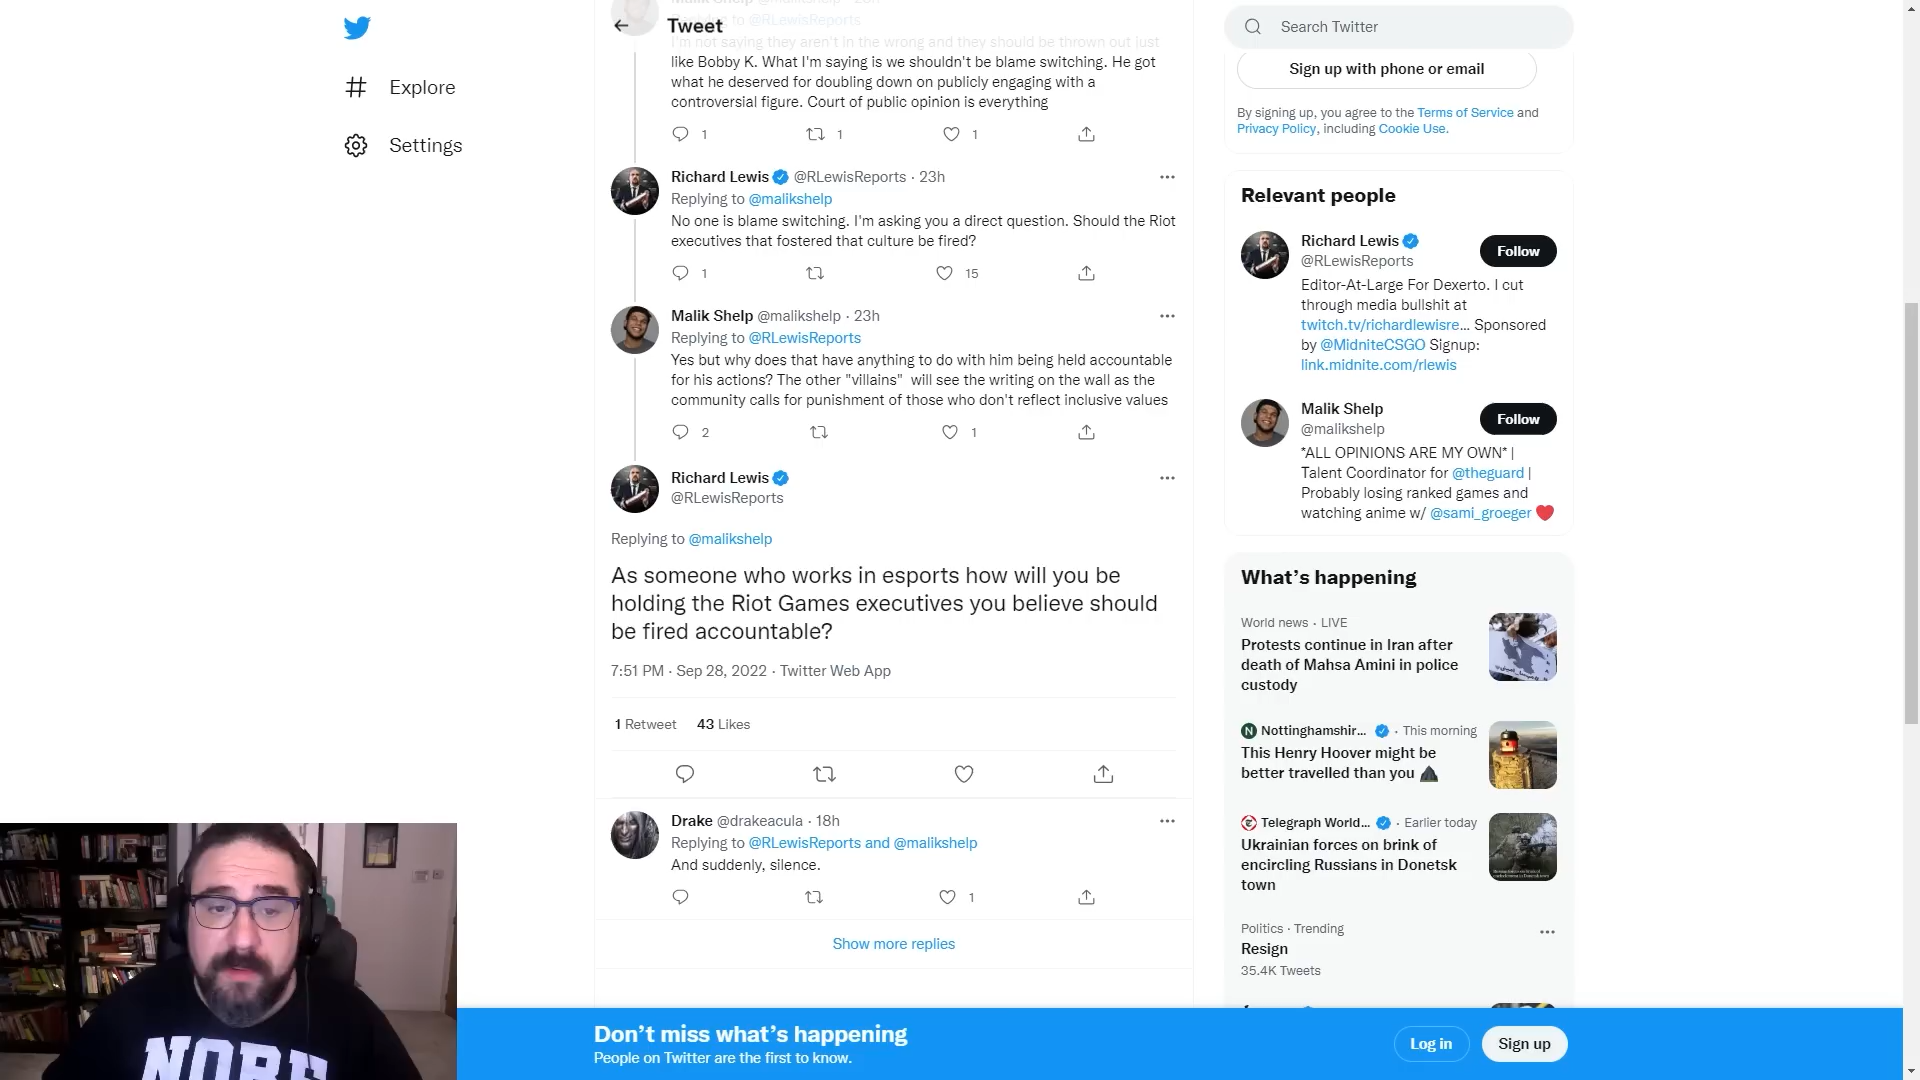 Explore
Settings
Tweet
@RLewisReports
I'm not saying they aren't in the wrong and they should be thrown out just
like Bobby K. What I'm saying is we shouldn't be blame switching. He got
what he deserved for doubling down on publicly engaging with a
controversial figure. Court of public opinion is everything
1 1 1
Richard Lewis @RLewisReports · 23h
Replying to @malikshelp
No one is blame switching. I'm asking you a direct question. Should the Riot
executives that fostered that culture be fired?
1 15
Malik Shelp @malikshelp · 23h
Replying to @RLewisReports
Yes but why does that have anything to do with him being held accountable
for his actions? The other "villains" will see the writing on the wall as the
community calls for punishment of those who don't reflect inclusive values
2 1
Richard Lewis
@RLewisReports
Replying to @malikshelp
As someone who works in esports how will you be
holding the Riot Games executives you believe should
be fired accountable?
7:51 PM · Sep 28, 2022 · Twitter Web App
1 Retweet 43 Likes
Drake @drakeacula · 18h
Replying to @RLewisReports and @malikshelp
And suddenly, silence.
1
Show more replies
Search Twitter
Sign up with phone or email
By signing up, you agree to the Terms of Service and
Privacy Policy, including Cookie Use.
Relevant people
Richard Lewis
@RLewisReports
Follow
Editor-At-Large For Dexerto. I cut
through media bullshit at
twitch.tv/richardlewisre… Sponsored
by @MidniteCSGO Signup:
link.midnite.com/rlewis
Malik Shelp
@malikshelp
Follow
*ALL OPINIONS ARE MY OWN* |
Talent Coordinator for @theguard |
Probably losing ranked games and
watching anime w/ @sami_groeger ❤️
What's happening
World news · LIVE
Protests continue in Iran after
death of Mahsa Amini in police
custody
N Nottinghamshir... · This morning
This Henry Hoover might be
better travelled than you
Telegraph World... · Earlier today
Ukrainian forces on brink of
encircling Russians in Donetsk
town
Politics · Trending
Resign
35.4K Tweets
Don't miss what's happening
People on Twitter are the first to know.
Log in
Sign up